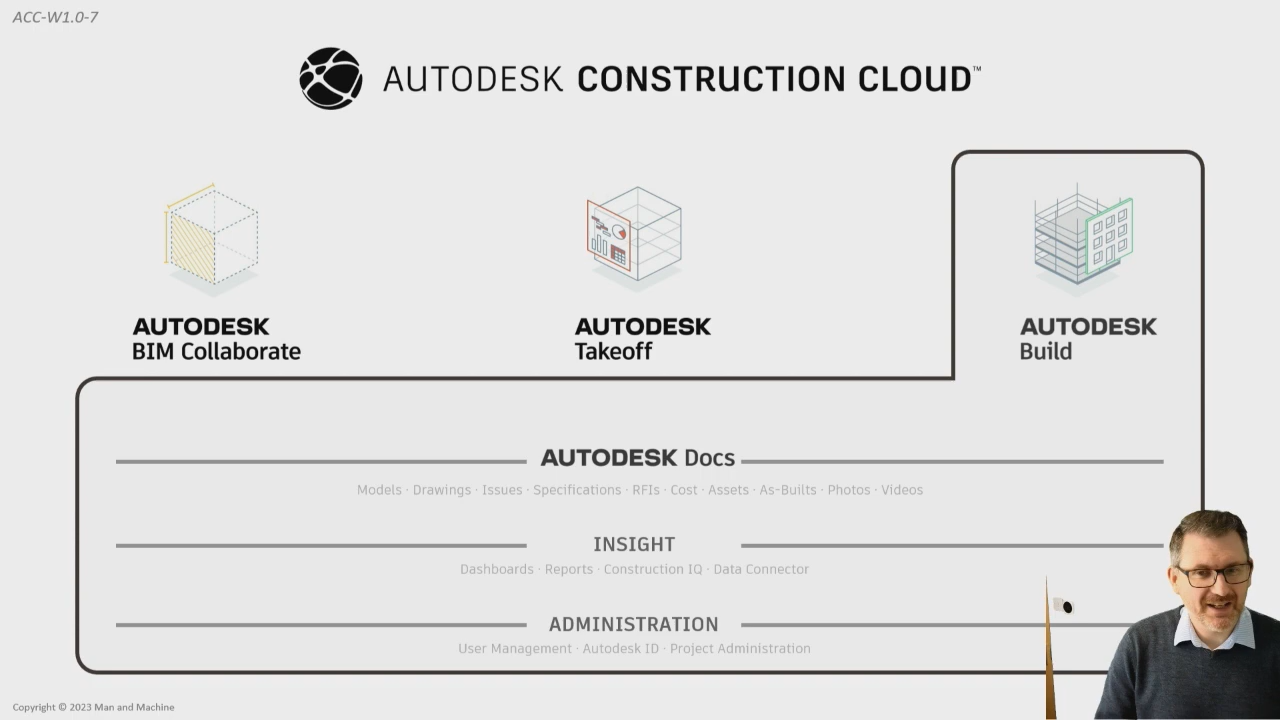 ACC-W1.0-7
AUTODESK CONSTRUCTION CLOUD™
AUTODESK
BIM Collaborate
AUTODESK
Takeoff
AUTODESK
Build
AUTODESK Docs
Models · Drawings · Issues · Specifications · RFIs · Cost · Assets · As-Builts · Photos · Videos
INSIGHT
Dashboards · Reports · Construction IQ · Data Connector
ADMINISTRATION
User Management · Autodesk ID · Project Administration
Copyright © 2023 Man and Machine